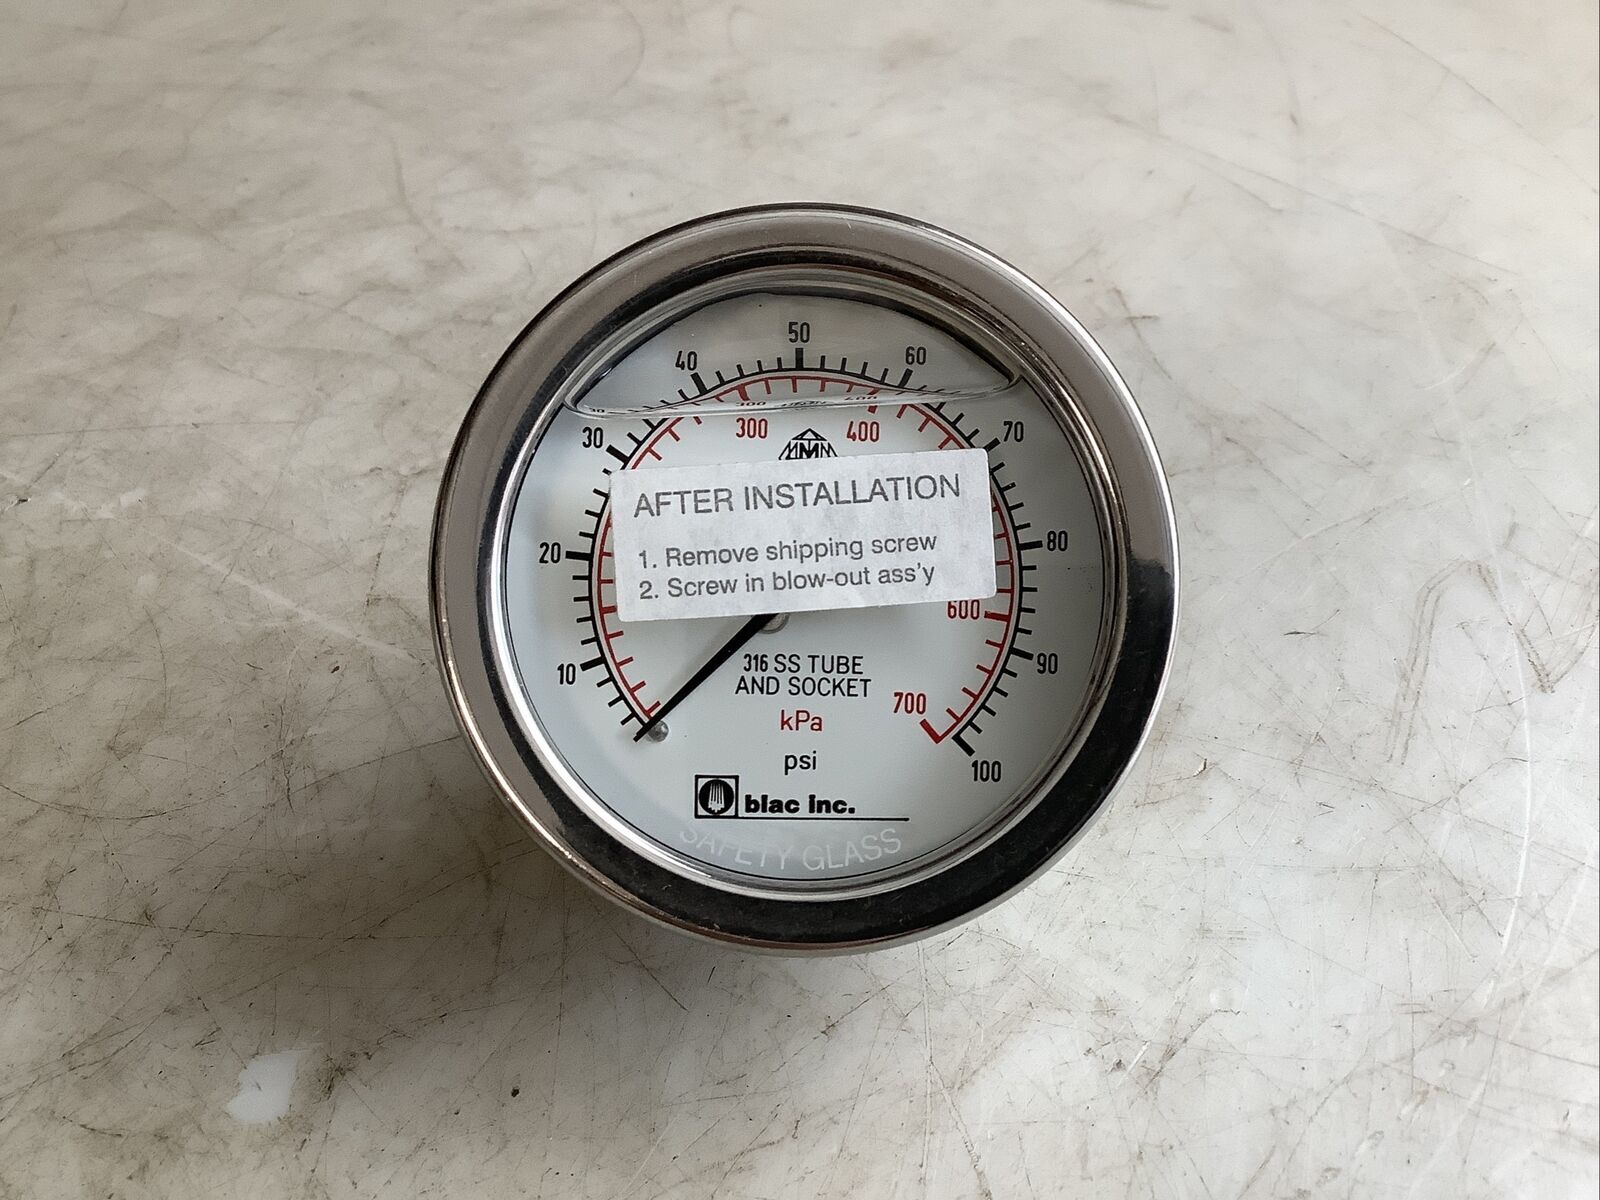 50
40
60
30
300
400
70
AFTER INSTALLATION
1. Remove shipping screw
2. Screw in blow-out ass'y
20
80
600
10
90
316 SS TUBE
AND SOCKET
700
kPa
100
psi
blac inc.
SAFETY GLASS